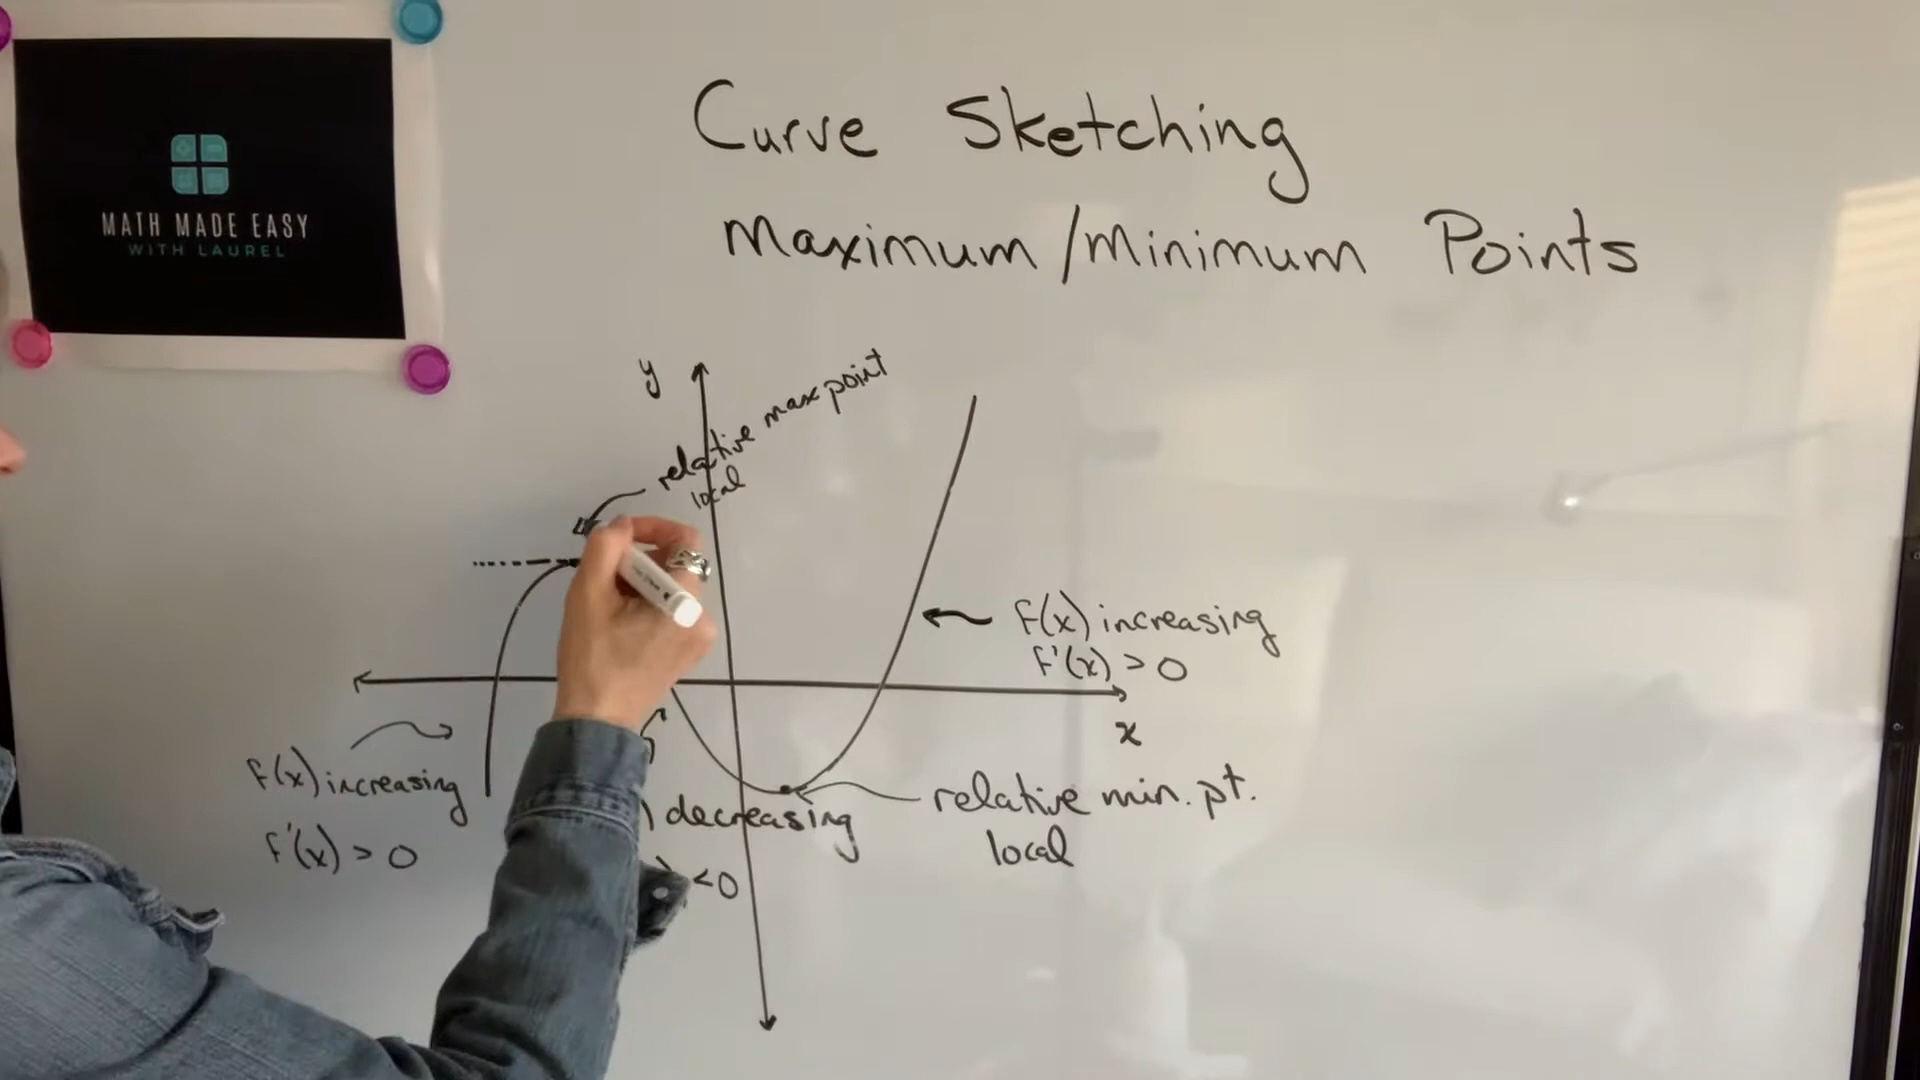 MATH MADE EASY
WITH LAUREL
Curve Sketching
Maximum/Minimum Points
y
relative max point
local
f(x) increasing
f'(x) > 0
x
f(x) increasing
f'(x) > 0
decreasing
< 0
relative min. pt.
local